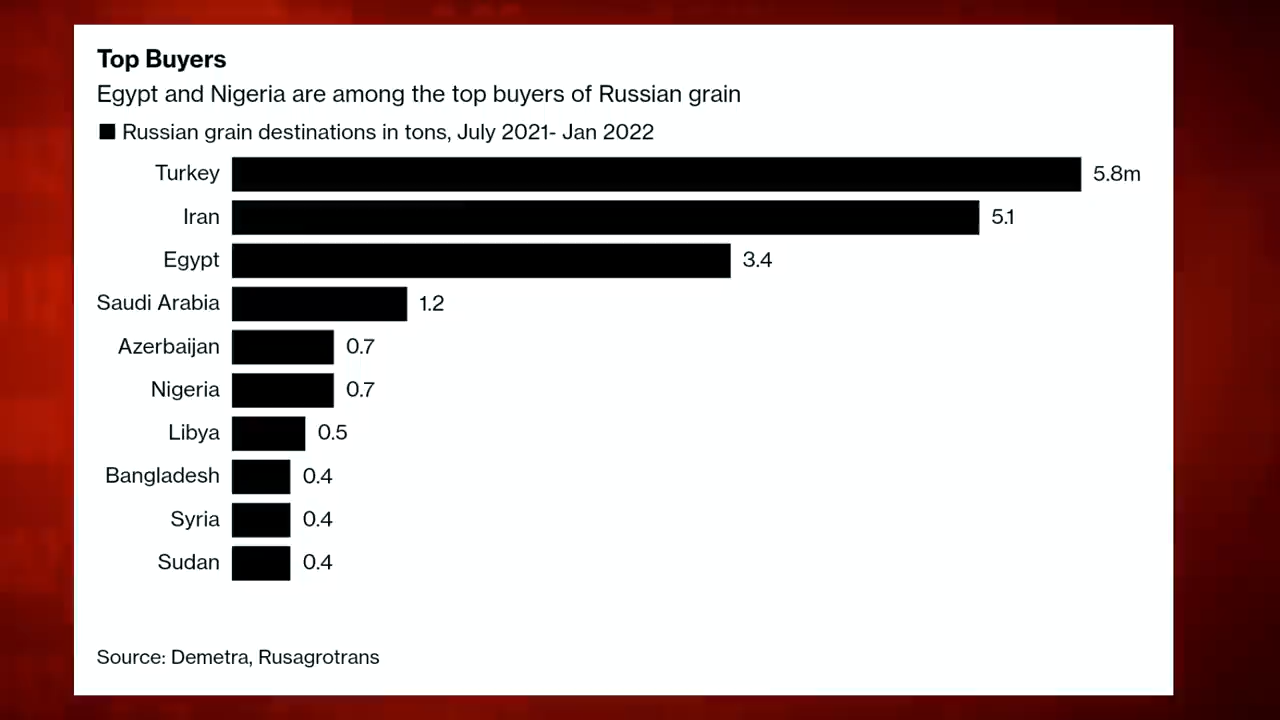 Top Buyers
Egypt and Nigeria are among the top buyers of Russian grain
Russian grain destinations in tons, July 2021- Jan 2022
Turkey 5.8m
Iran 5.1
Egypt 3.4
Saudi Arabia 1.2
Azerbaijan 0.7
Nigeria 0.7
Libya 0.5
Bangladesh 0.4
Syria 0.4
Sudan 0.4
Source: Demetra, Rusagrotrans